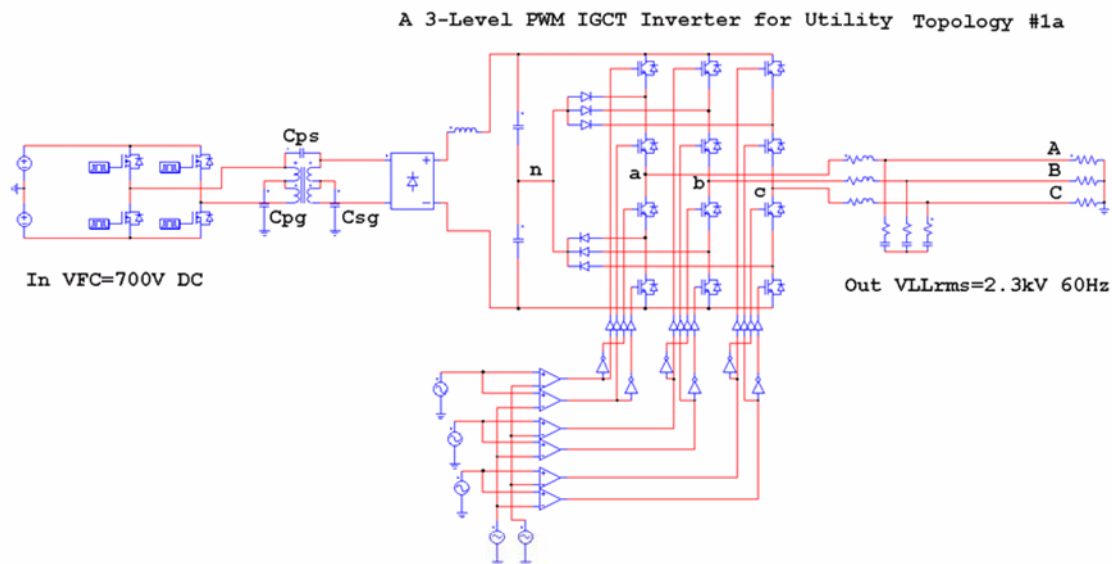 A 3-Level PWM IGCT Inverter for Utility Topology #1a
Cps
n
a
b
c
A
B
C
Cpg
Csg
In VFC=700V DC
Out VLLrms=2.3kV 60Hz